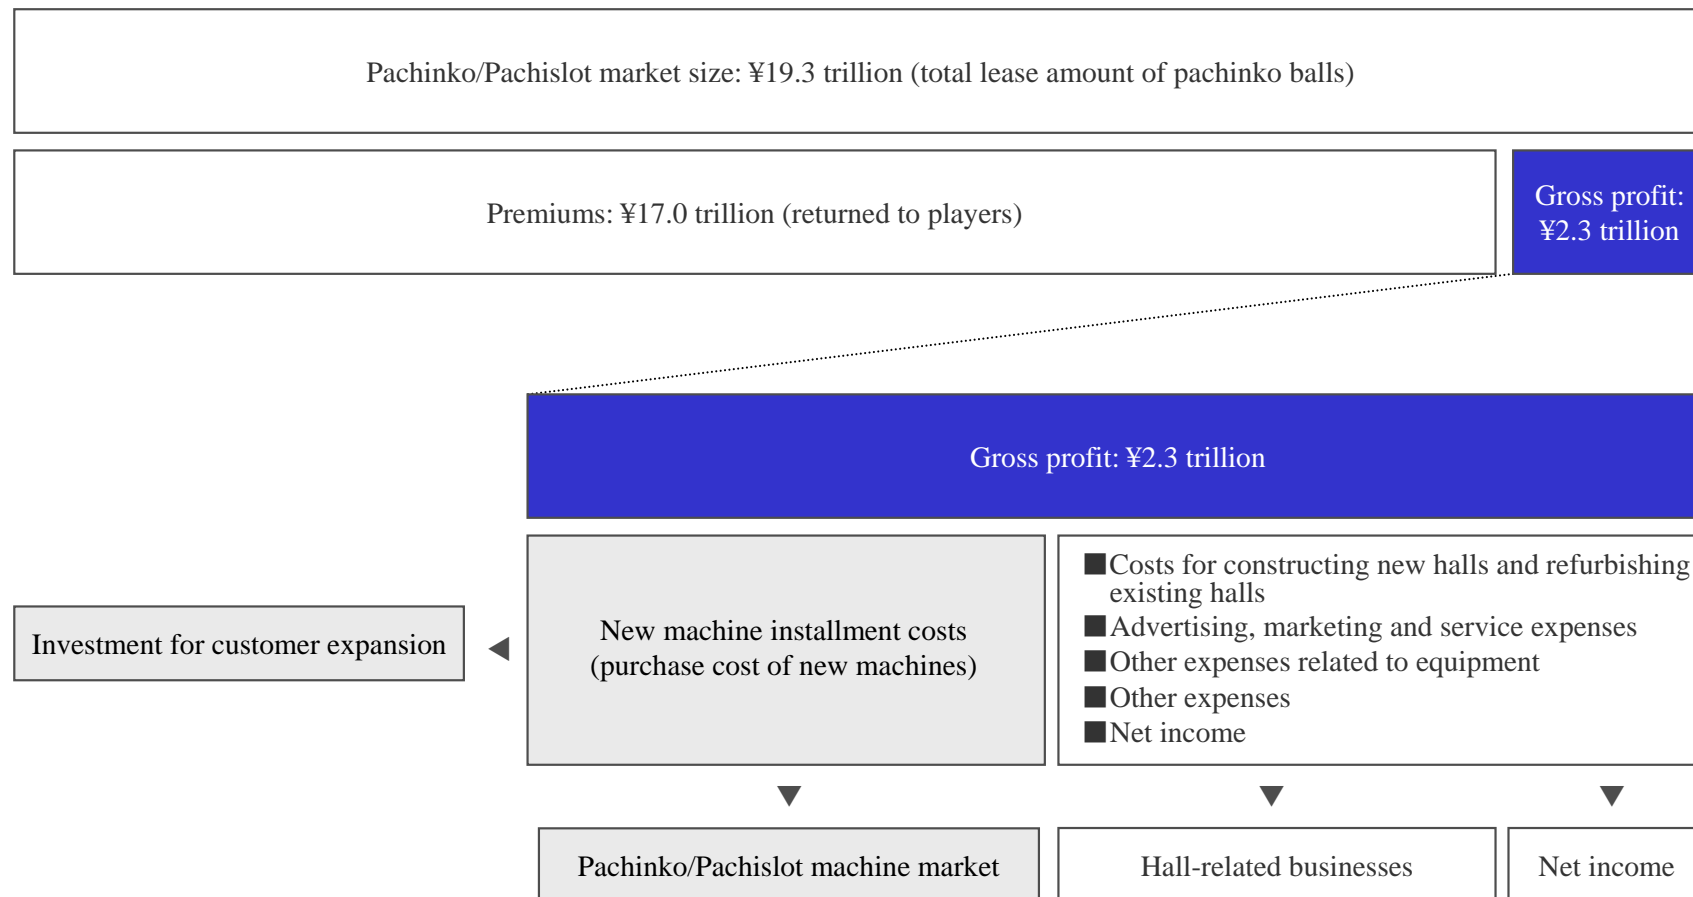 Pachinko/Pachislot market size: ¥19.3 trillion (total lease amount of pachinko balls)
Premiums: ¥17.0 trillion (returned to players)
Gross profit:
¥2.3 trillion
Gross profit: ¥2.3 trillion
Investment for customer expansion
New machine installment costs
(purchase cost of new machines)
■Costs for constructing new halls and refurbishing
existing halls
■Advertising, marketing and service expenses
■Other expenses related to equipment
■Other expenses
■Net income
Pachinko/Pachislot machine market
Hall-related businesses
Net income